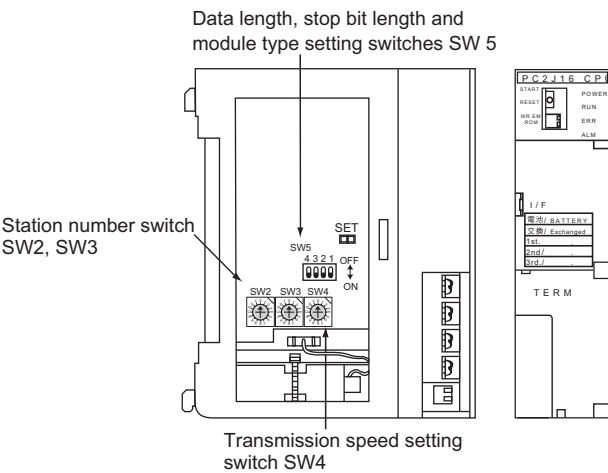 Data length, stop bit length and
module type setting switches SW 5
PC2J16 CPU
START
RESET
WR EM
ROM
POWER
RUN
ERR
ALM
Station number switch
SW2, SW3
SET
SW5
4 3 2 1 OFF
ON
SW2 SW3 SW4
I/F
電池/ BATTERY
交換/ Exchanged
1st.
2nd/
3rd./
TERM
Transmission speed setting
switch SW4